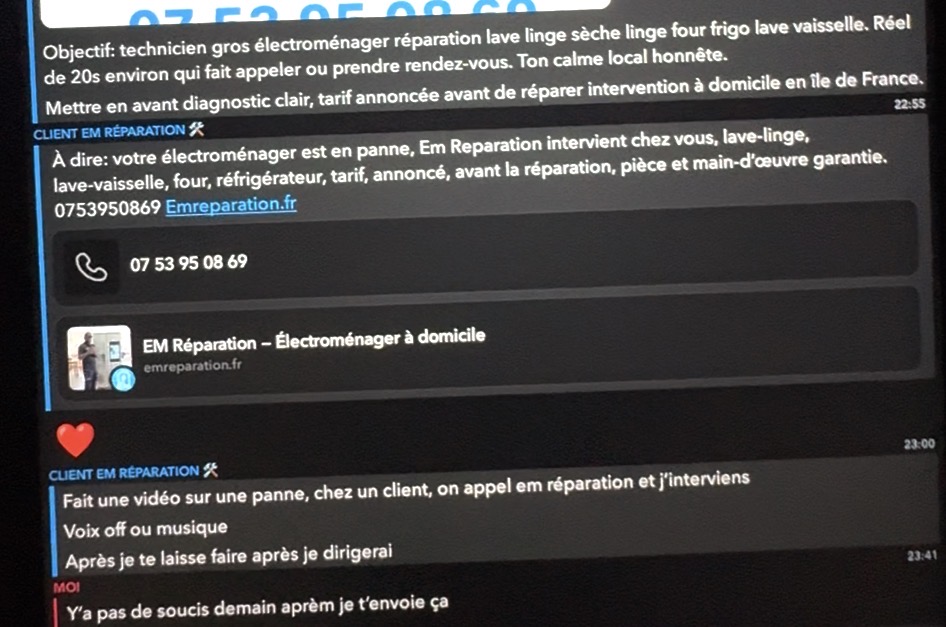 07 53 95 08 69
Objectif: technicien gros électroménager réparation lave linge sèche linge four frigo lave vaisselle. Réel
de 20s environ qui fait appeler ou prendre rendez-vous. Ton calme local honnête.
Mettre en avant diagnostic clair, tarif annoncée avant de réparer intervention à domicile en île de France.
22:55
CLIENT EM RÉPARATION 🛠️
À dire: votre électroménager est en panne, Em Reparation intervient chez vous, lave-linge,
lave-vaisselle, four, réfrigérateur, tarif, annoncé, avant la réparation, pièce et main-d’œuvre garantie.
0753950869 Emreparation.fr
07 53 95 08 69
EM Réparation – Électroménager à domicile
emreparation.fr
❤️
23:00
CLIENT EM RÉPARATION 🛠️
Fait une vidéo sur une panne, chez un client, on appel em réparation et j’interviens
Voix off ou musique
Après je te laisse faire après je dirigerai
23:41
MOI
Y’a pas de soucis demain aprèm je t’envoie ça